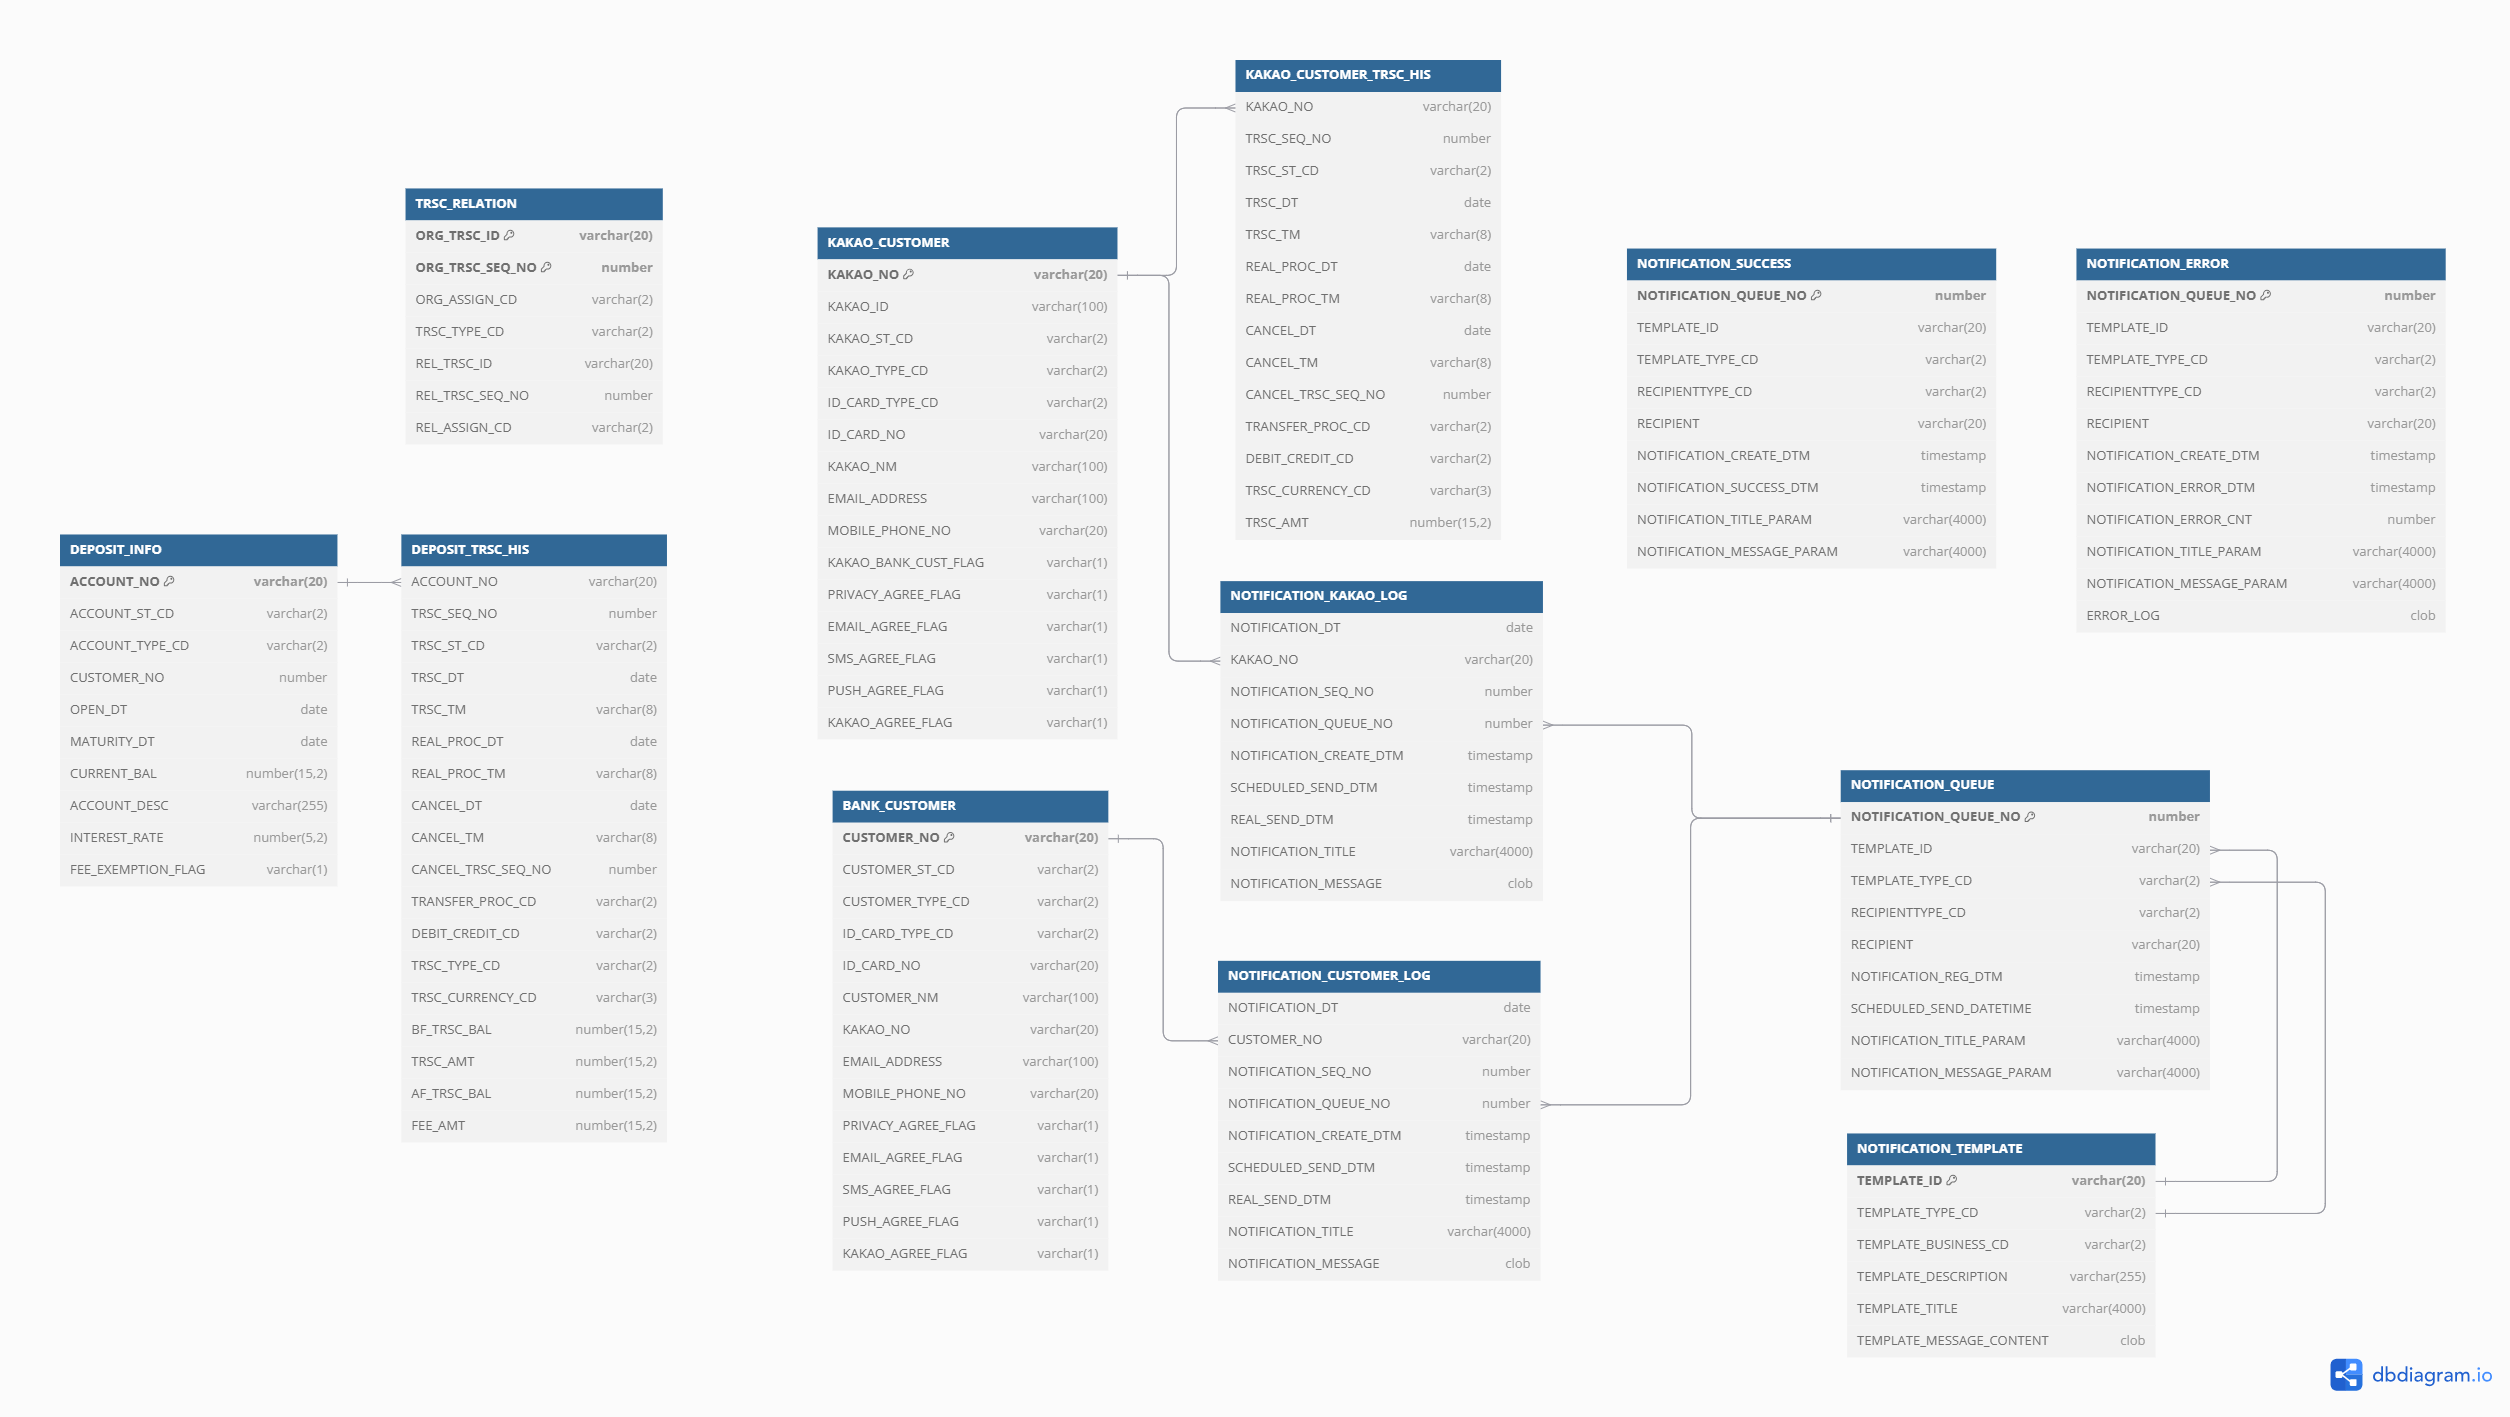 KAKAO_CUSTOMER_TRSC_HIS
KAKAO_NO varchar(20)
TRSC_SEQ_NO number
TRSC_ST_CD varchar(2)
TRSC_DT date
TRSC_TM varchar(8)
REAL_PROC_DT date
REAL_PROC_TM varchar(8)
CANCEL_DT date
CANCEL_TM varchar(8)
CANCEL_TRSC_SEQ_NO number
TRANSFER_PROC_CD varchar(2)
DEBIT_CREDIT_CD varchar(2)
TRSC_CURRENCY_CD varchar(3)
TRSC_AMT number(15,2)
TRSC_RELATION
ORG_TRSC_ID varchar(20)
ORG_TRSC_SEQ_NO number
ORG_ASSIGN_CD varchar(2)
TRSC_TYPE_CD varchar(2)
REL_TRSC_ID varchar(20)
REL_TRSC_SEQ_NO number
REL_ASSIGN_CD varchar(2)
KAKAO_CUSTOMER
KAKAO_NO varchar(20)
KAKAO_ID varchar(100)
KAKAO_ST_CD varchar(2)
KAKAO_TYPE_CD varchar(2)
ID_CARD_TYPE_CD varchar(2)
ID_CARD_NO varchar(20)
KAKAO_NM varchar(100)
EMAIL_ADDRESS varchar(100)
MOBILE_PHONE_NO varchar(20)
KAKAO_BANK_CUST_FLAG varchar(1)
PRIVACY_AGREE_FLAG varchar(1)
EMAIL_AGREE_FLAG varchar(1)
SMS_AGREE_FLAG varchar(1)
PUSH_AGREE_FLAG varchar(1)
KAKAO_AGREE_FLAG varchar(1)
NOTIFICATION_SUCCESS
NOTIFICATION_QUEUE_NO number
TEMPLATE_ID varchar(20)
TEMPLATE_TYPE_CD varchar(2)
RECIPIENTTYPE_CD varchar(2)
RECIPIENT varchar(20)
NOTIFICATION_CREATE_DTM timestamp
NOTIFICATION_SUCCESS_DTM timestamp
NOTIFICATION_TITLE_PARAM varchar(4000)
NOTIFICATION_MESSAGE_PARAM varchar(4000)
NOTIFICATION_ERROR
NOTIFICATION_QUEUE_NO number
TEMPLATE_ID varchar(20)
TEMPLATE_TYPE_CD varchar(2)
RECIPIENTTYPE_CD varchar(2)
RECIPIENT varchar(20)
NOTIFICATION_CREATE_DTM timestamp
NOTIFICATION_ERROR_DTM timestamp
NOTIFICATION_ERROR_CNT number
NOTIFICATION_TITLE_PARAM varchar(4000)
NOTIFICATION_MESSAGE_PARAM varchar(4000)
ERROR_LOG clob
DEPOSIT_INFO
ACCOUNT_NO varchar(20)
ACCOUNT_ST_CD varchar(2)
ACCOUNT_TYPE_CD varchar(2)
CUSTOMER_NO number
OPEN_DT date
MATURITY_DT date
CURRENT_BAL number(15,2)
ACCOUNT_DESC varchar(255)
INTEREST_RATE number(5,2)
FEE_EXEMPTION_FLAG varchar(1)
DEPOSIT_TRSC_HIS
ACCOUNT_NO varchar(20)
TRSC_SEQ_NO number
TRSC_ST_CD varchar(2)
TRSC_DT date
TRSC_TM varchar(8)
REAL_PROC_DT date
REAL_PROC_TM varchar(8)
CANCEL_DT date
CANCEL_TM varchar(8)
CANCEL_TRSC_SEQ_NO number
TRANSFER_PROC_CD varchar(2)
DEBIT_CREDIT_CD varchar(2)
TRSC_TYPE_CD varchar(2)
TRSC_CURRENCY_CD varchar(3)
BF_TRSC_BAL number(15,2)
TRSC_AMT number(15,2)
AF_TRSC_BAL number(15,2)
FEE_AMT number(15,2)
NOTIFICATION_KAKAO_LOG
NOTIFICATION_DT date
KAKAO_NO varchar(20)
NOTIFICATION_SEQ_NO number
NOTIFICATION_QUEUE_NO number
NOTIFICATION_CREATE_DTM timestamp
SCHEDULED_SEND_DTM timestamp
REAL_SEND_DTM timestamp
NOTIFICATION_TITLE varchar(4000)
NOTIFICATION_MESSAGE clob
BANK_CUSTOMER
CUSTOMER_NO varchar(20)
CUSTOMER_ST_CD varchar(2)
CUSTOMER_TYPE_CD varchar(2)
ID_CARD_TYPE_CD varchar(2)
ID_CARD_NO varchar(20)
CUSTOMER_NM varchar(100)
KAKAO_NO varchar(20)
EMAIL_ADDRESS varchar(100)
MOBILE_PHONE_NO varchar(20)
PRIVACY_AGREE_FLAG varchar(1)
EMAIL_AGREE_FLAG varchar(1)
SMS_AGREE_FLAG varchar(1)
PUSH_AGREE_FLAG varchar(1)
KAKAO_AGREE_FLAG varchar(1)
NOTIFICATION_CUSTOMER_LOG
NOTIFICATION_DT date
CUSTOMER_NO varchar(20)
NOTIFICATION_SEQ_NO number
NOTIFICATION_QUEUE_NO number
NOTIFICATION_CREATE_DTM timestamp
SCHEDULED_SEND_DTM timestamp
REAL_SEND_DTM timestamp
NOTIFICATION_TITLE varchar(4000)
NOTIFICATION_MESSAGE clob
NOTIFICATION_QUEUE
NOTIFICATION_QUEUE_NO number
TEMPLATE_ID varchar(20)
TEMPLATE_TYPE_CD varchar(2)
RECIPIENTTYPE_CD varchar(2)
RECIPIENT varchar(20)
NOTIFICATION_REG_DTM timestamp
SCHEDULED_SEND_DATETIME timestamp
NOTIFICATION_TITLE_PARAM varchar(4000)
NOTIFICATION_MESSAGE_PARAM varchar(4000)
NOTIFICATION_TEMPLATE
TEMPLATE_ID varchar(20)
TEMPLATE_TYPE_CD varchar(2)
TEMPLATE_BUSINESS_CD varchar(2)
TEMPLATE_DESCRIPTION varchar(255)
TEMPLATE_TITLE varchar(4000)
TEMPLATE_MESSAGE_CONTENT clob
dbdiagram.io